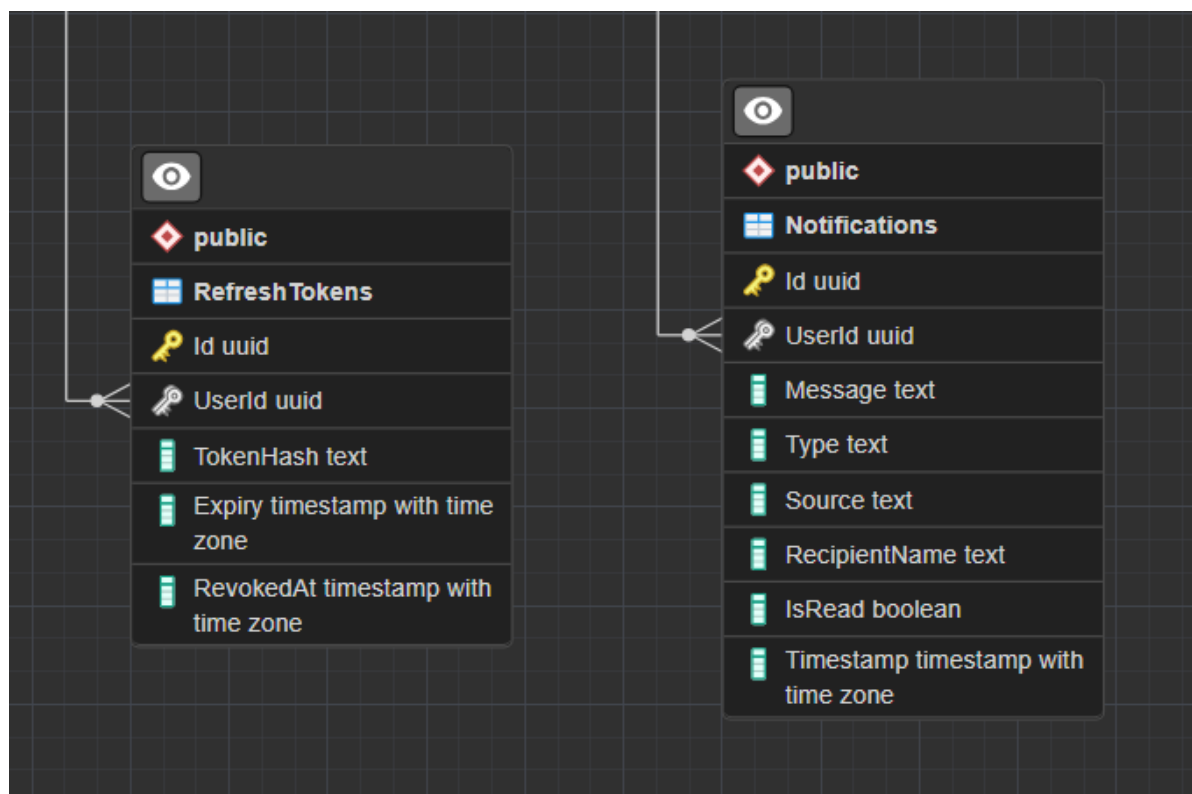 public
RefreshTokens
Id uuid
UserId uuid
TokenHash text
Expiry timestamp with time
zone
RevokedAt timestamp with
time zone
public
Notifications
Id uuid
UserId uuid
Message text
Type text
Source text
RecipientName text
IsRead boolean
Timestamp timestamp with
time zone